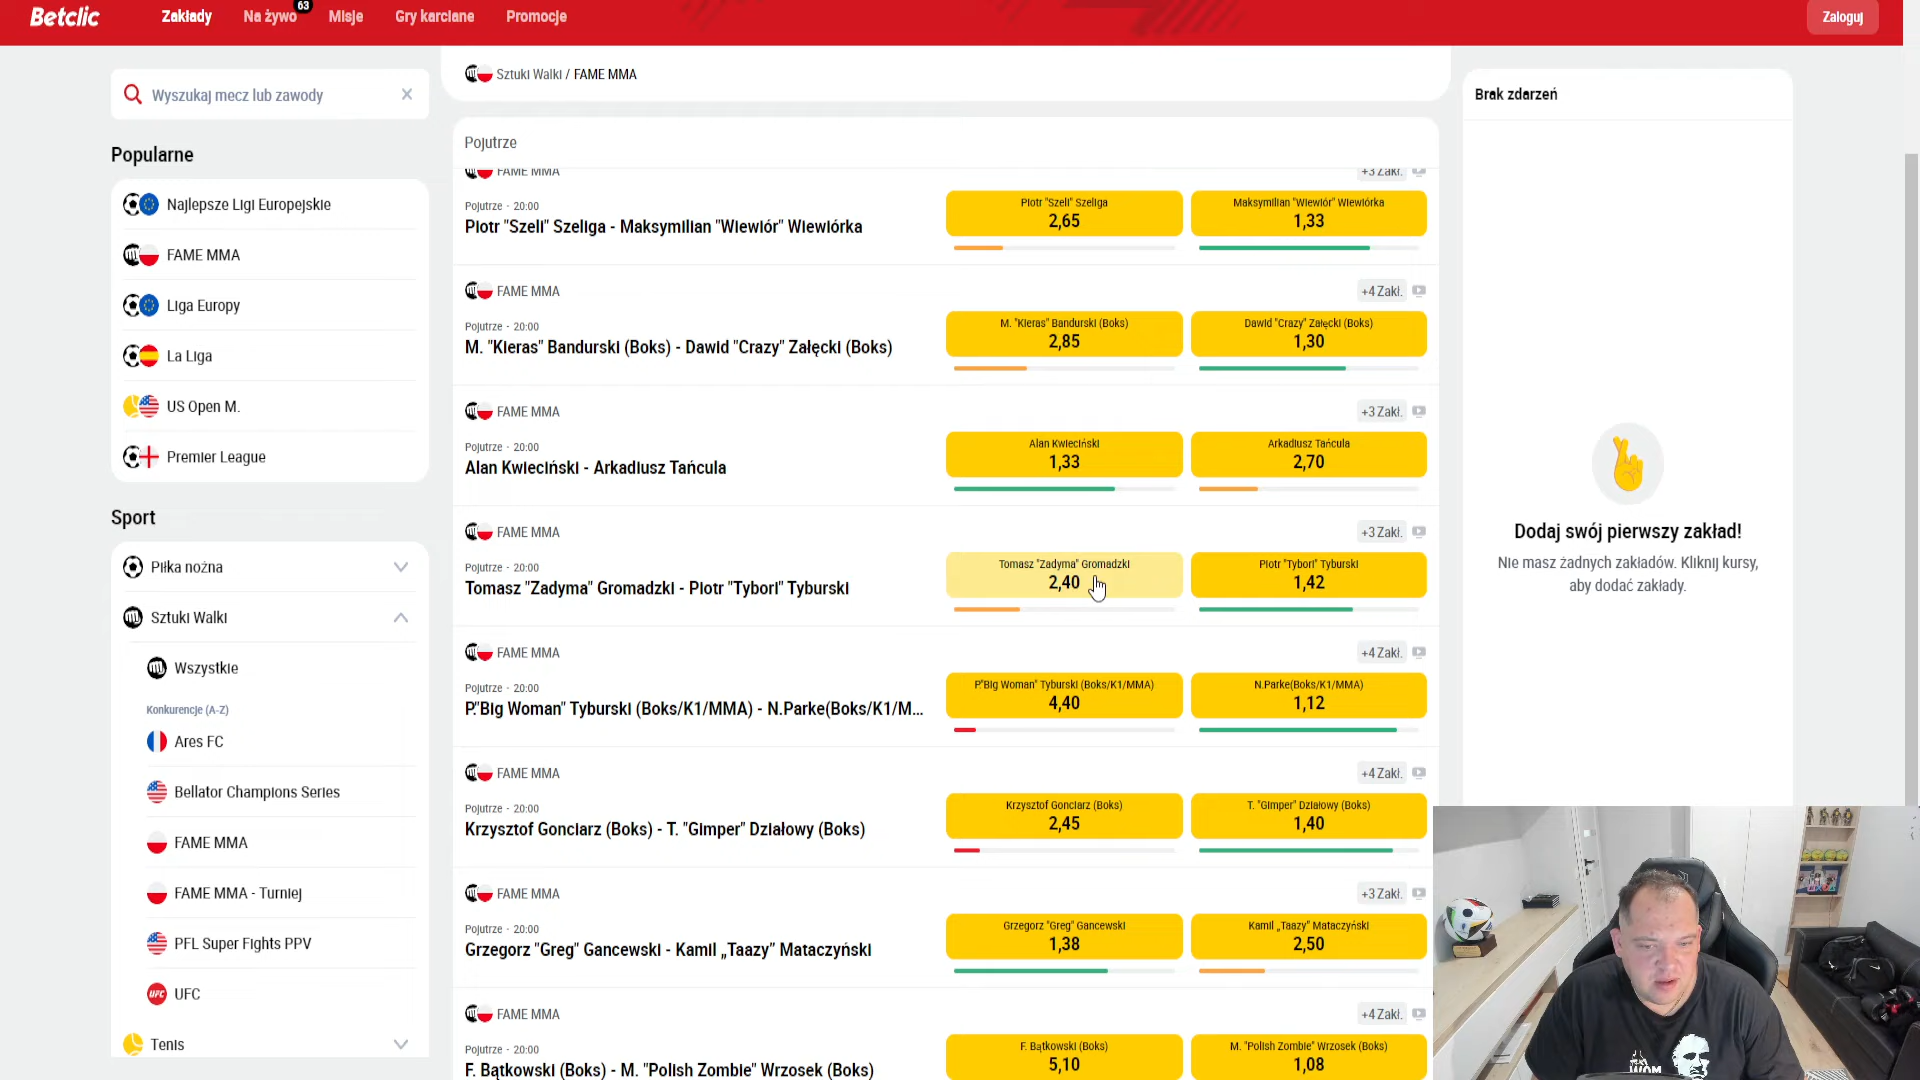 Betclic
Zakłady
Na żywo
63
Misje
Gry karciane
Promocje
Zaloguj
Wyszukaj mecz lub zawody
Popularne
Najlepsze Ligi Europejskie
FAME MMA
Liga Europy
La Liga
US Open M.
Premier League
Sport
Piłka nożna
Sztuki Walki
Wszystkie
Konkurencje (A-Z)
Ares FC
Bellator Champions Series
FAME MMA
FAME MMA - Turniej
PFL Super Fights PPV
UFC
UFC
Tenis
Sztuki Walki / FAME MMA
Pojutrze
FAME MMA
+3 Zakł.
Pojutrze - 20:00
Piotr "Szeli" Szeliga - Maksymilian "Wiewiór" Wiewiórka
Piotr "Szeli" Szeliga
2,65
Maksymilian "Wiewiór" Wiewiórka
1,33
FAME MMA
+4 Zakł.
Pojutrze - 20:00
M. "Kieras" Bandurski (Boks) - Dawid "Crazy" Załęcki (Boks)
M. "Kieras" Bandurski (Boks)
2,85
Dawid "Crazy" Załęcki (Boks)
1,30
FAME MMA
+3 Zakł.
Pojutrze - 20:00
Alan Kwieciński - Arkadiusz Tańcula
Alan Kwieciński
1,33
Arkadiusz Tańcula
2,70
FAME MMA
+3 Zakł.
Pojutrze - 20:00
Tomasz "Zadyma" Gromadzki - Piotr "Tybori" Tyburski
Tomasz "Zadyma" Gromadzki
2,40
Piotr "Tybori" Tyburski
1,42
FAME MMA
+4 Zakł.
Pojutrze - 20:00
P."Big Woman" Tyburski (Boks/K1/MMA) - N.Parke(Boks/K1/M...
P."Big Woman" Tyburski (Boks/K1/MMA)
4,40
N.Parke(Boks/K1/MMA)
1,12
FAME MMA
+4 Zakł.
Pojutrze - 20:00
Krzysztof Gonciarz (Boks) - T. "Gimper" Działowy (Boks)
Krzysztof Gonciarz (Boks)
2,45
T. "Gimper" Działowy (Boks)
1,40
FAME MMA
+3 Zakł.
Pojutrze - 20:00
Grzegorz "Greg" Gancewski - Kamil „Taazy" Mataczyński
Grzegorz "Greg" Gancewski
1,38
Kamil „Taazy" Mataczyński
2,50
FAME MMA
+4 Zakł.
Pojutrze - 20:00
F. Bątkowski (Boks) - M. "Polish Zombie" Wrzosek (Boks)
F. Bątkowski (Boks)
5,10
M. "Polish Zombie" Wrzosek (Boks)
1,08
Brak zdarzeń
Dodaj swój pierwszy zakład!
Nie masz żadnych zakładów. Kliknij kursy,
aby dodać zakłady.